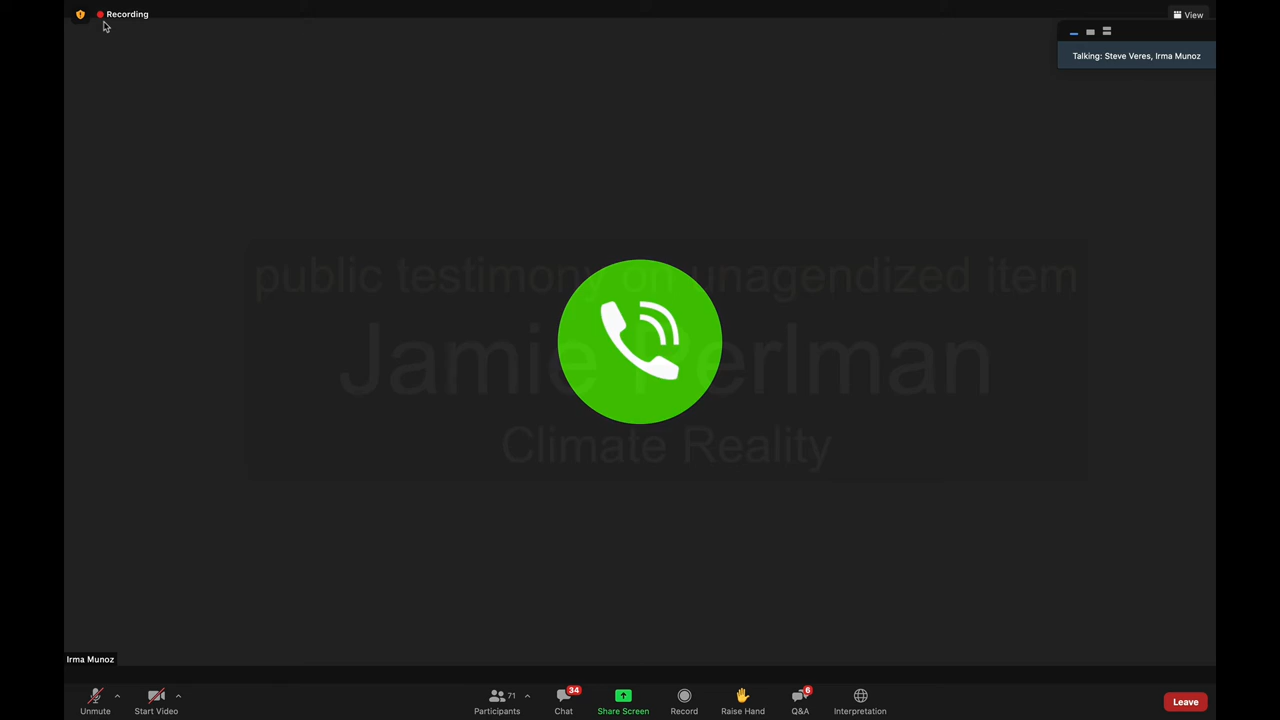 Recording
View
Talking: Steve Veres, Irma Munoz
public testimony on unagendized item
Jamie Perlman
Climate Reality
Irma Munoz
Unmute
Start Video
71
Participants
34
Chat
Share Screen
Record
Raise Hand
6
Q&A
Interpretation
Leave